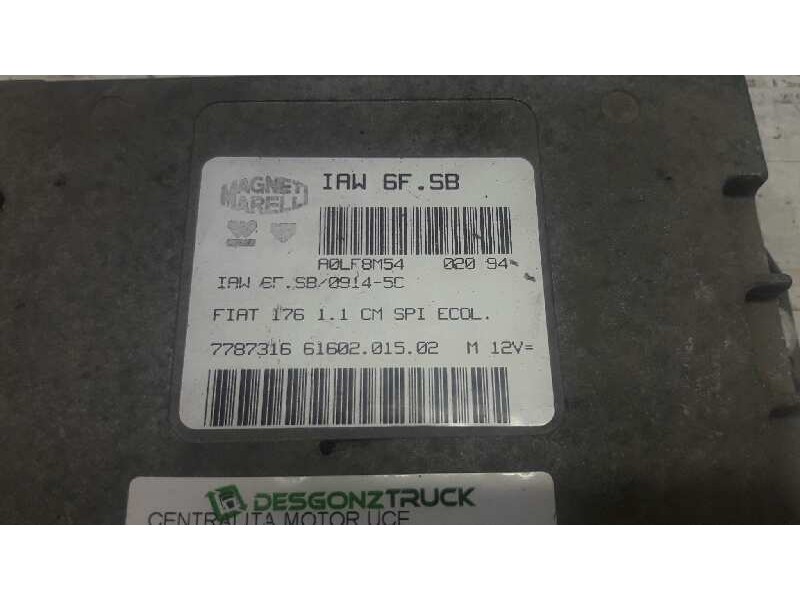 MAGNETI
MARELLI
IAW 6F.SB
A0LF8M54 020 94
IAW 6F.SB/0914-5C
FIAT 176 1.1 CM SPI ECOL.
7787316 61602.015.02 M 12V=
DESGONZTRUCK
CENTRALITA MOTOR UCE